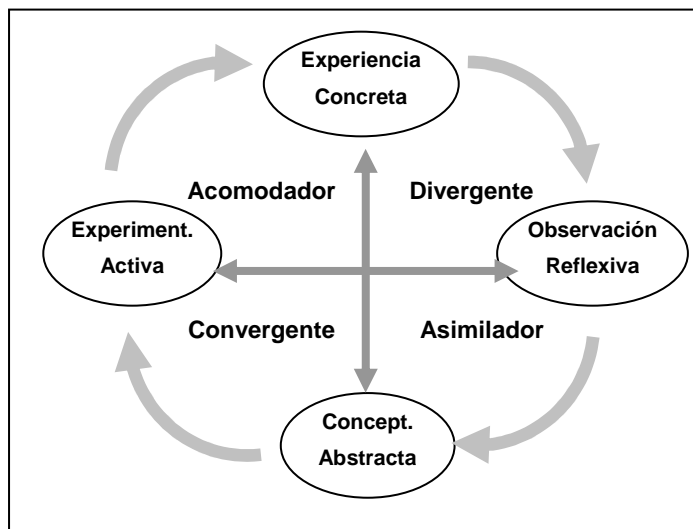 Experiencia
Concreta
Acomodador
Divergente
Experiment.
Activa
Observación
Reflexiva
Convergente
Asimilador
Concept.
Abstracta